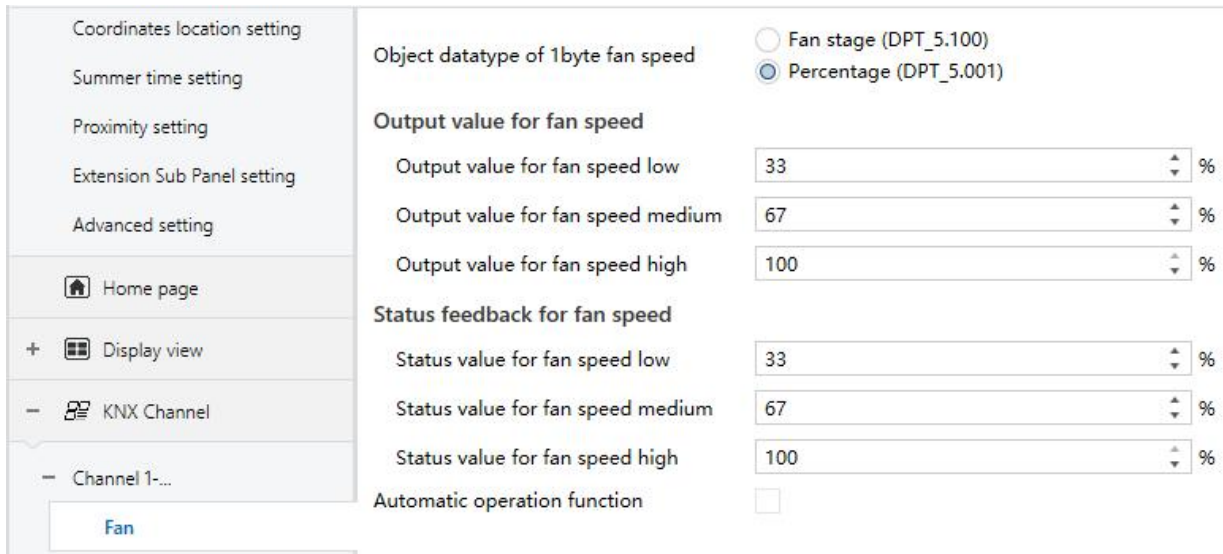 Coordinates location setting
Summer time setting
Proximity setting
Extension Sub Panel setting
Advanced setting
Home page
+ Display view
− KNX Channel
− Channel 1-...
Fan
Object datatype of 1byte fan speed
Fan stage (DPT_5.100)
Percentage (DPT_5.001)
Output value for fan speed
Output value for fan speed low 33 %
Output value for fan speed medium 67 %
Output value for fan speed high 100 %
Status feedback for fan speed
Status value for fan speed low 33 %
Status value for fan speed medium 67 %
Status value for fan speed high 100 %
Automatic operation function